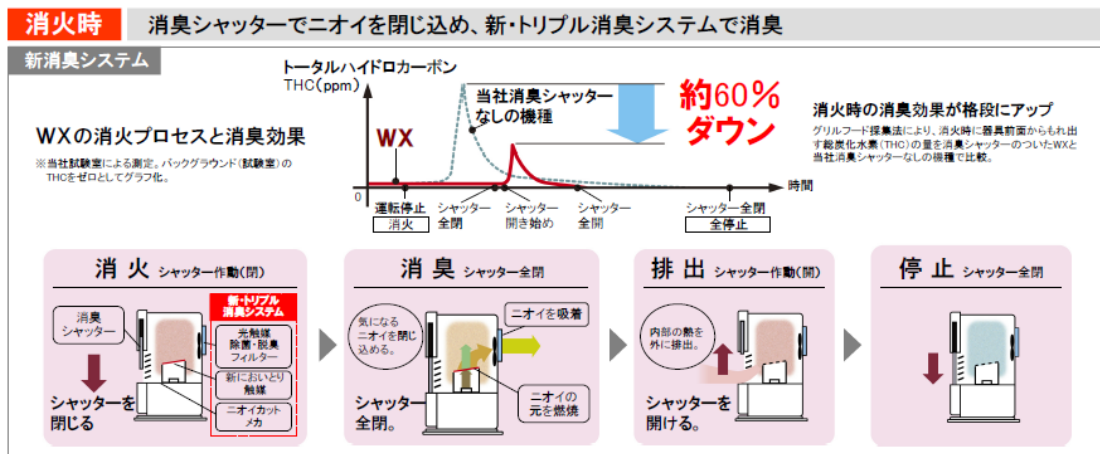 消火時
消臭シャッターでニオイを閉じ込め、新・トリプル消臭システムで消臭
新消臭システム
WXの消火プロセスと消臭効果
※当社試験室による測定。バックグラウンド(試験室)の
THCをゼロとしてグラフ化。
トータルハイドロカーボン
THC(ppm)
当社消臭シャッター
なしの機種
WX
約60%
ダウン
0
時間
運転停止
消火
シャッター
全閉
シャッター
開き始め
シャッター
全開
シャッター全閉
全停止
消火時の消臭効果が格段にアップ
グリルフード採集法により、消火時に器具前面からもれ出
す総炭化水素(THC)の量を消臭シャッターのついたWXと
当社消臭シャッターなしの機種で比較。
消火 シャッター作動(閉)
消臭
シャッター
シャッターを
閉じる
新・トリプル
消臭システム
光触媒
除菌・脱臭
フィルター
新においとり
触媒
ニオイカット
メカ
消臭 シャッター全閉
気になる
ニオイを閉じ
込める。
ニオイを吸着
ニオイの
元を燃焼
シャッター
全閉。
排出 シャッター作動(開)
内部の熱を
外に排出。
シャッターを
開ける。
停止 シャッター全閉